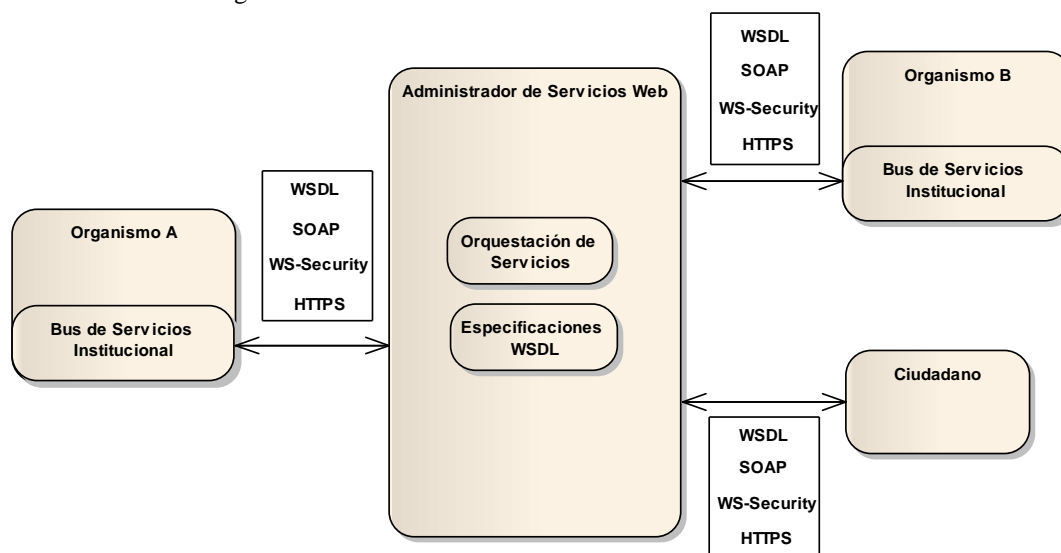 Organismo A
Bus de Servicios
Institucional
WSDL
SOAP
WS-Security
HTTPS
Administrador de Servicios Web
Orquestación de
Servicios
Especificaciones
WSDL
WSDL
SOAP
WS-Security
HTTPS
Organismo B
Bus de Servicios
Institucional
Ciudadano
WSDL
SOAP
WS-Security
HTTPS